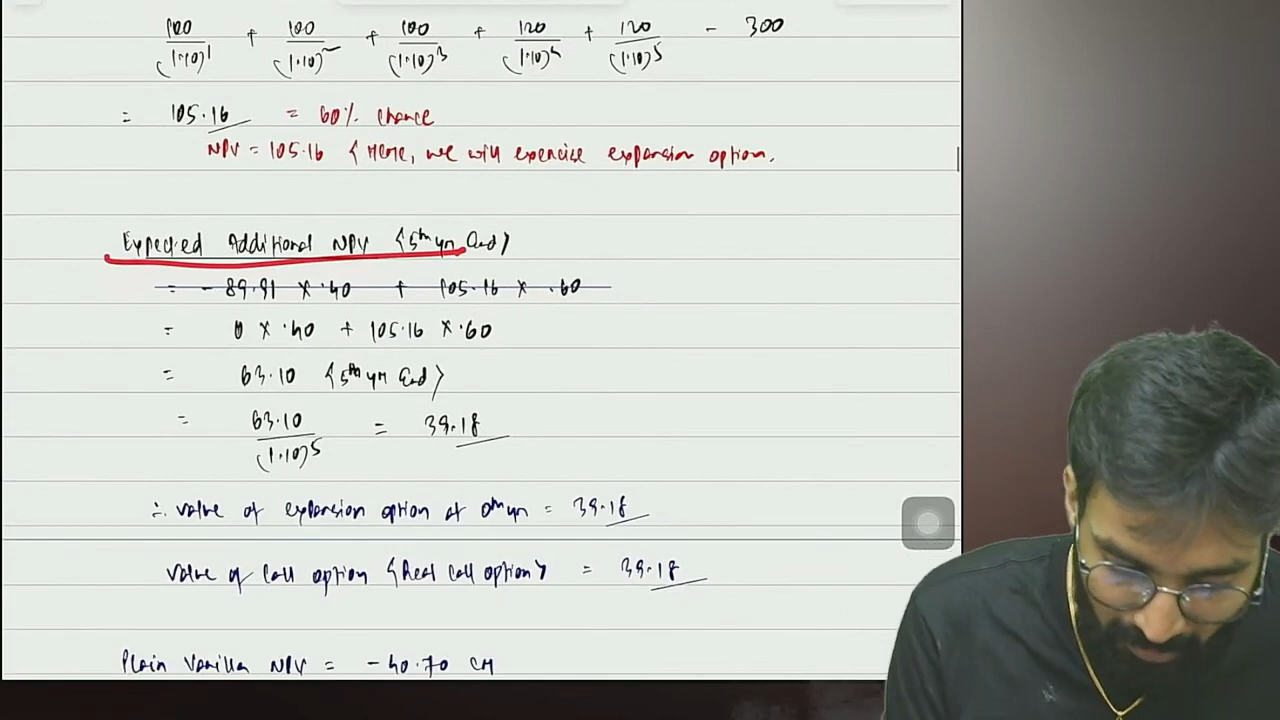 100/(1.10)^1 + 100/(1.10)^2 + 100/(1.10)^3 + 120/(1.10)^4 + 120/(1.10)^5 - 300
= 105.16 = 60% chance
NPV = 105.16 {Hence, we will exercise expansion option.
Expected Additional NPV {5th yr End}
= - 89.91 x .40 + 105.16 x .60
= 0 x .40 + 105.16 x .60
= 63.10 {5th yr End}
= 63.10/(1.10)^5 = 39.18
∴ value of expansion option at 0th yr = 39.18
value of call option {Real call option} = 39.18
Plain Vanilla NPV = - 40.70 CM